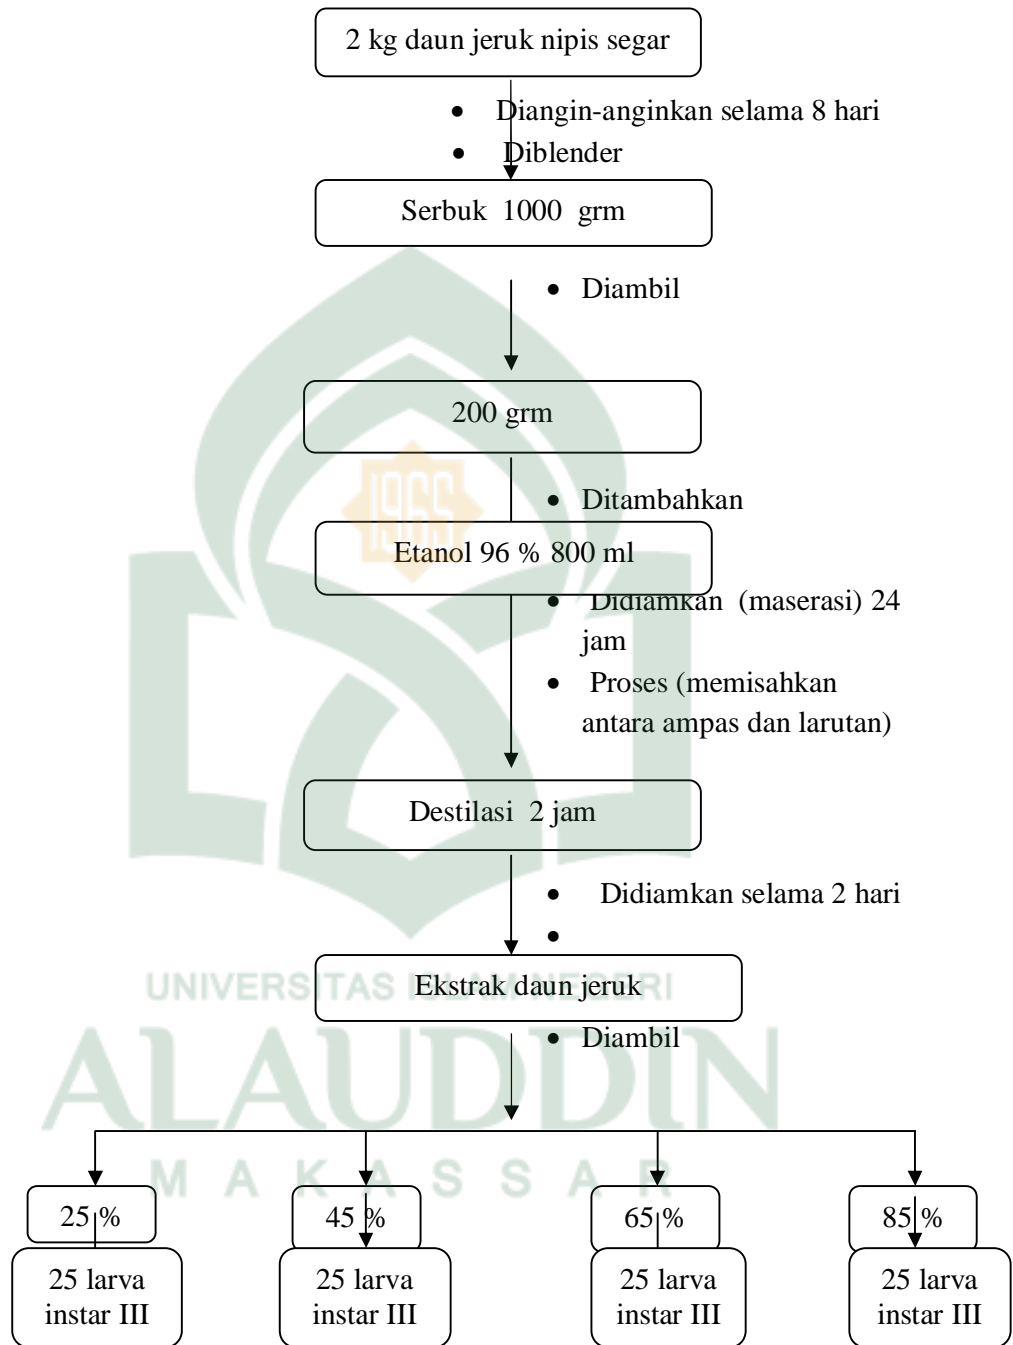 2 kg daun jeruk nipis segar
• Diangin-anginkan selama 8 hari
• Diblender
Serbuk 1000 grm
• Diambil
200 grm
1965
• Ditambahkan
Etanol 96 % 800 ml
• Didiamkan (maserasi) 24
jam
• Proses (memisahkan
antara ampas dan larutan)
Destilasi 2 jam
• Didiamkan selama 2 hari
•
Ekstrak daun jeruk
UNIVERSITAS ISLAM NEGERI
• Diambil
ALAUDDIN
MAKASSAR
25 % 45 % 65 % 85 %
25 larva 25 larva 25 larva 25 larva
instar III instar III instar III instar III